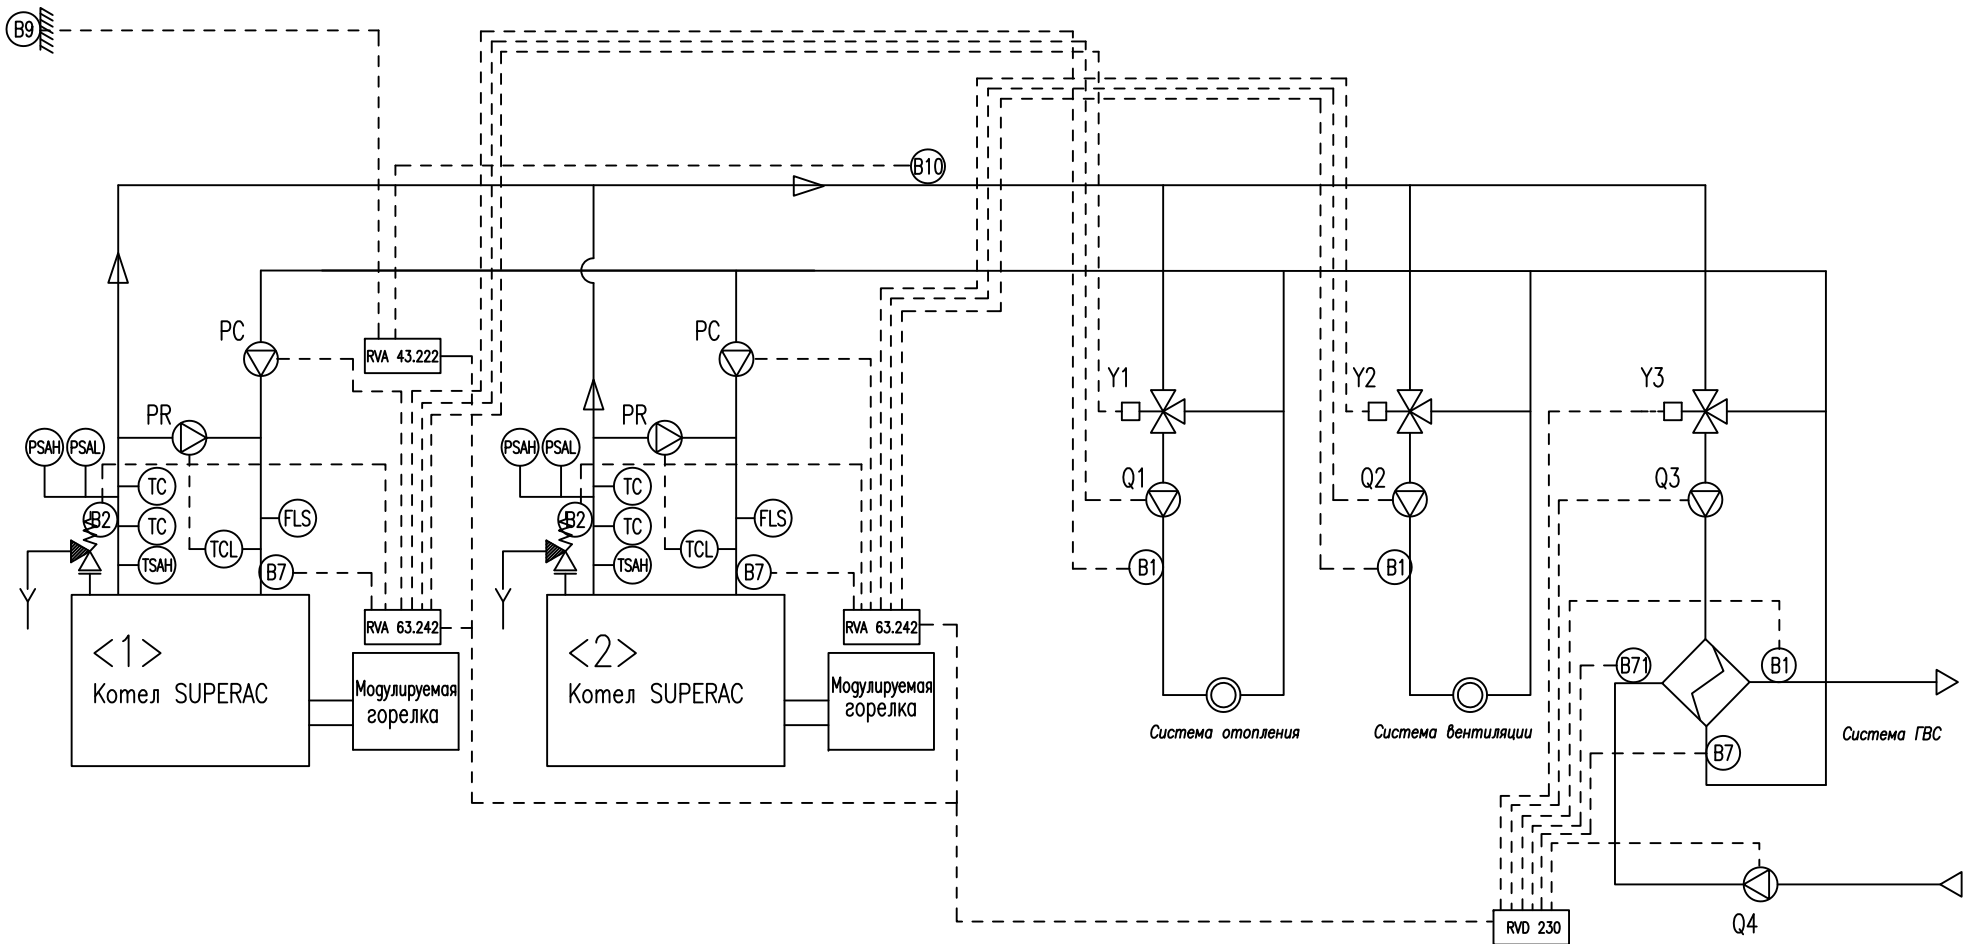 B9
B10
PC
RVA 43.222
PC
Y1
Y2
Y3
PR
PR
PSAH
PSAL
PSAH
PSAL
Q1
Q2
Q3
TC
TC
B2
TC
FLS
B2
TC
FLS
TCL
TSAH
B7
TCL
TSAH
B7
B1
B1
RVA 63.242
RVA 63.242
<1>
Котел SUPERAC
Модулируемая
горелка
<2>
Котел SUPERAC
Модулируемая
горелка
B71
B1
Система отопления
Система вентиляции
Система ГВС
B7
RVD 230
Q4